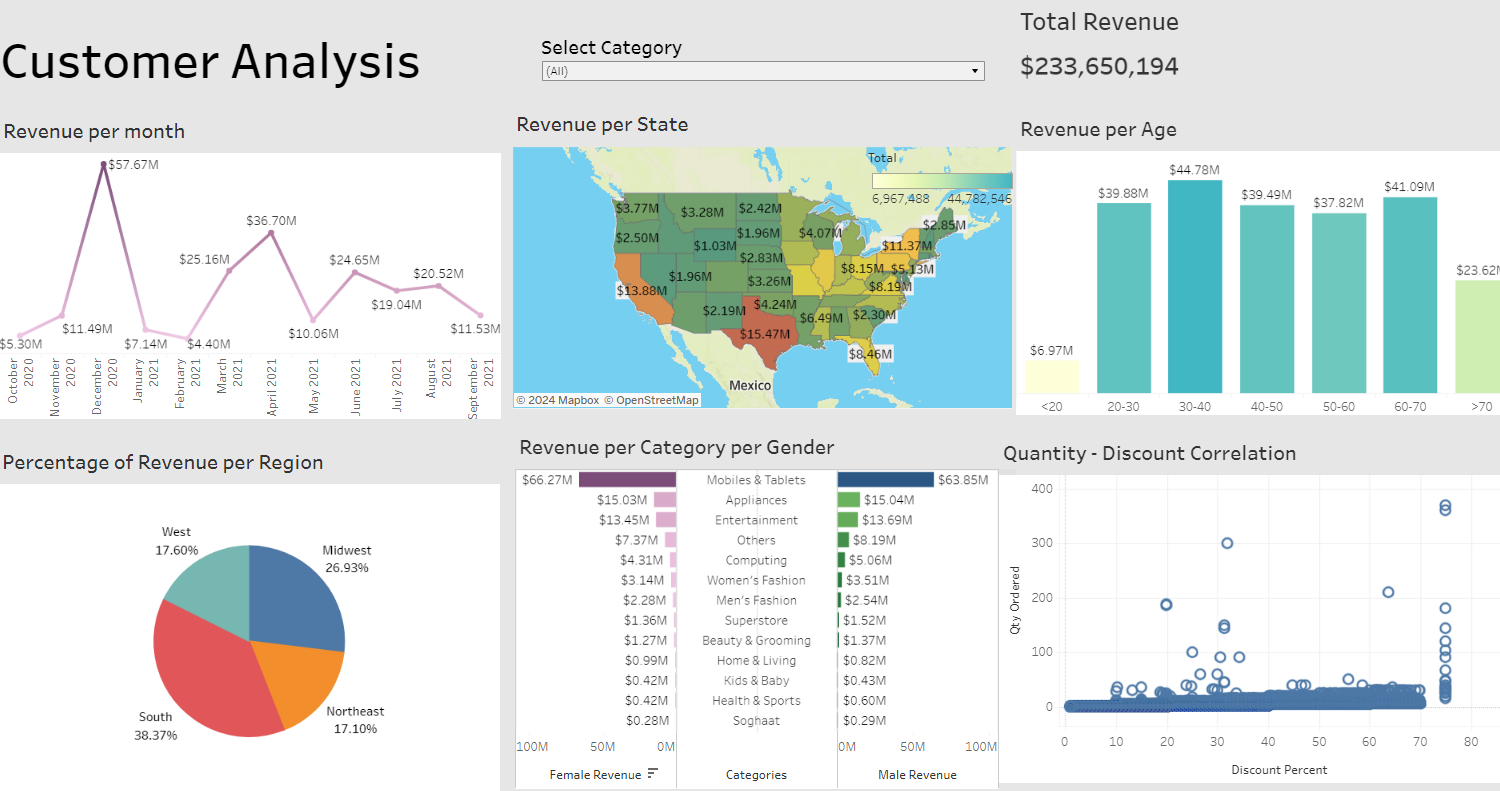 Customer Analysis
Select Category
(All)
Total Revenue
$233,650,194
Revenue per month
$57.67M
$36.70M
$25.16M
$24.65M
$20.52M
$19.04M
$11.49M
$10.06M
$11.53M
$5.30M
$7.14M
$4.40M
October 2020
November 2020
December 2020
January 2021
February 2021
March 2021
April 2021
May 2021
June 2021
July 2021
August 2021
September 2021
Revenue per State
Total
6,967,488 44,782,546
$3.77M
$3.28M
$2.42M
$2.85M
$2.50M
$1.96M
$4.07M
$11.37M
$1.03M
$2.83M
$1.96M
$8.15M
$5.13M
$3.26M
$8.19M
$13.88M
$2.19M
$4.24M
$6.49M
$2.30M
$15.47M
$8.46M
Mexico
© 2024 Mapbox © OpenStreetMap
Revenue per Age
$6.97M
$39.88M
$44.78M
$39.49M
$37.82M
$41.09M
$23.62M
<20
20-30
30-40
40-50
50-60
60-70
>70
Percentage of Revenue per Region
West
17.60%
Midwest
26.93%
South
38.37%
Northeast
17.10%
Revenue per Category per Gender
$66.27M Mobiles & Tablets $63.85M
$15.03M Appliances $15.04M
$13.45M Entertainment $13.69M
$7.37M Others $8.19M
$4.31M Computing $5.06M
$3.14M Women's Fashion $3.51M
$2.28M Men's Fashion $2.54M
$1.36M Superstore $1.52M
$1.27M Beauty & Grooming $1.37M
$0.99M Home & Living $0.82M
$0.42M Kids & Baby $0.43M
$0.42M Health & Sports $0.60M
$0.28M Soghaat $0.29M
100M 50M 0M 0M 50M 100M
Female Revenue Categories Male Revenue
Quantity - Discount Correlation
Qty Ordered
400
300
200
100
0
0 10 20 30 40 50 60 70 80
Discount Percent